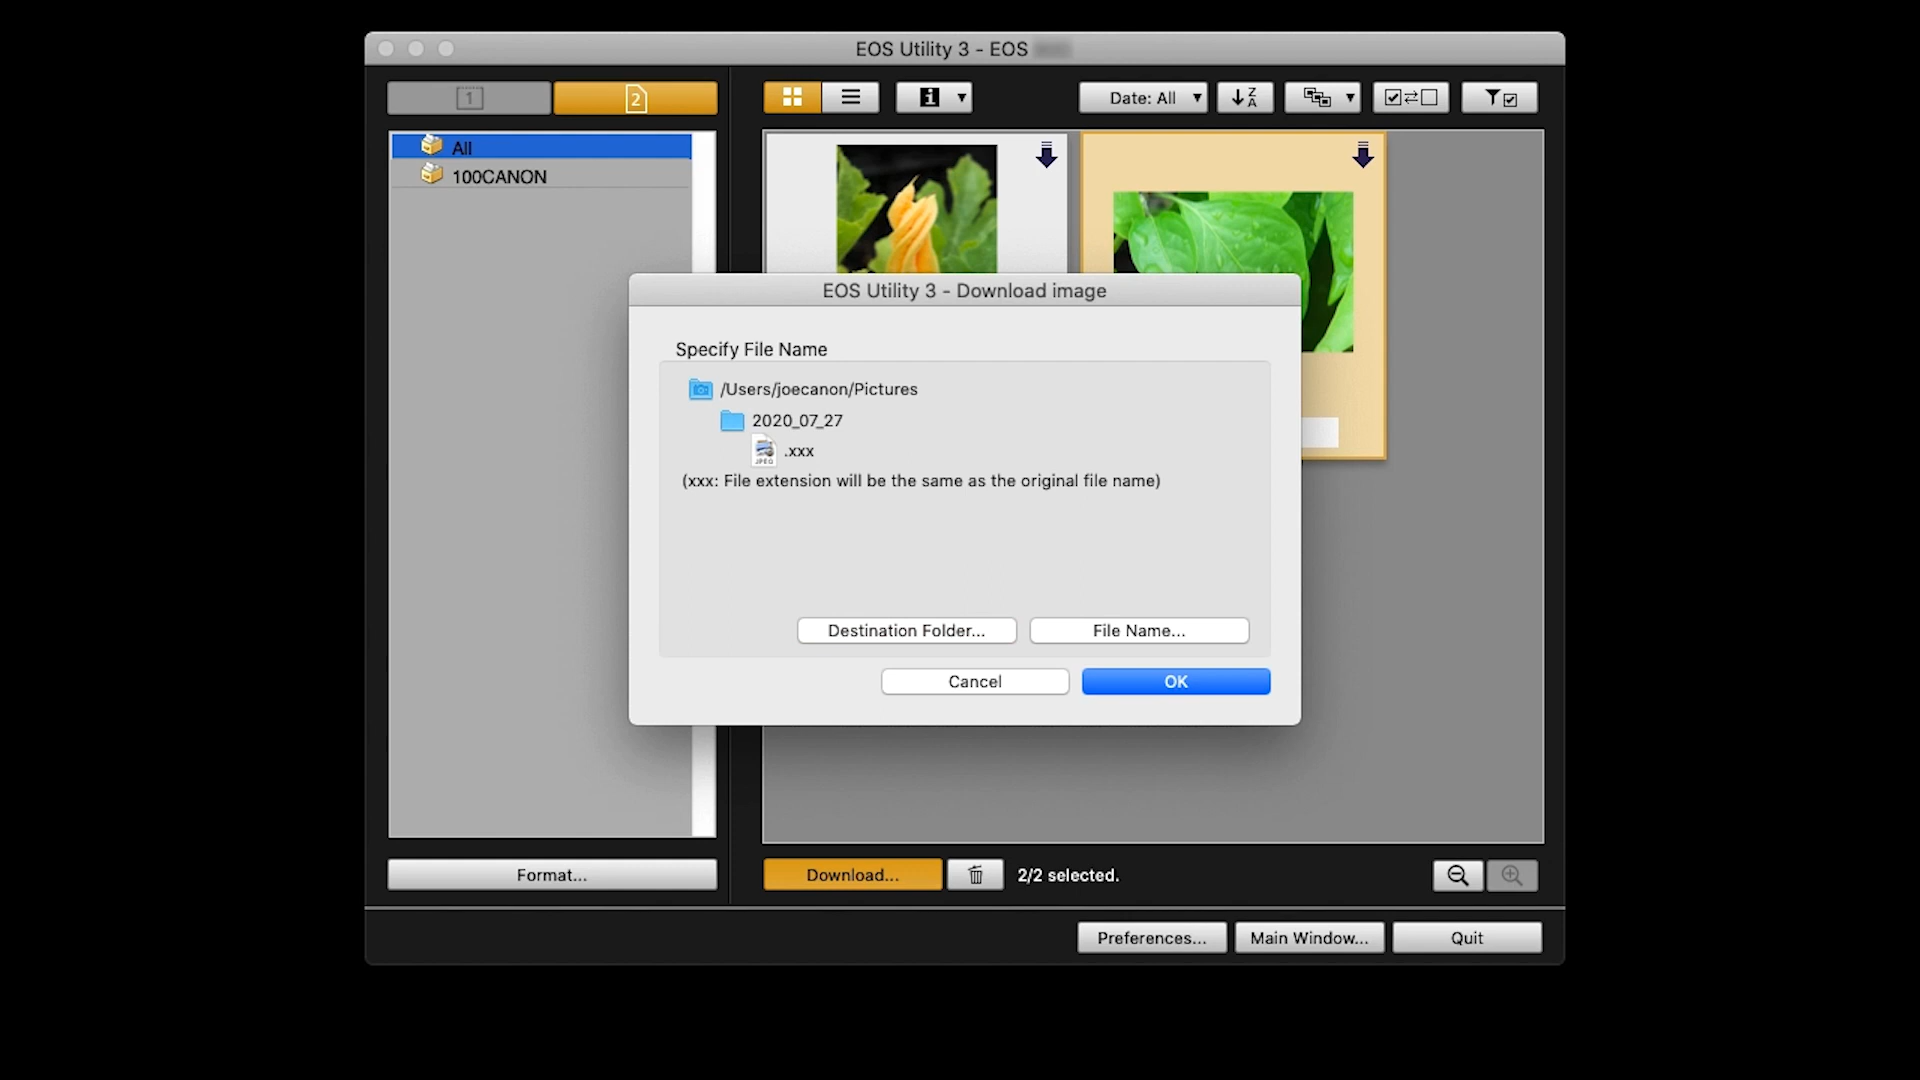 EOS Utility 3 - EOS
1
2
Date: All
Z
A
All
100CANON
EOS Utility 3 - Download image
Specify File Name
/Users/joecanon/Pictures
2020_07_27
JPEG
.xxx
(xxx: File extension will be the same as the original file name)
Destination Folder...
File Name...
Cancel
OK
Format...
Download...
2/2 selected.
Preferences...
Main Window...
Quit